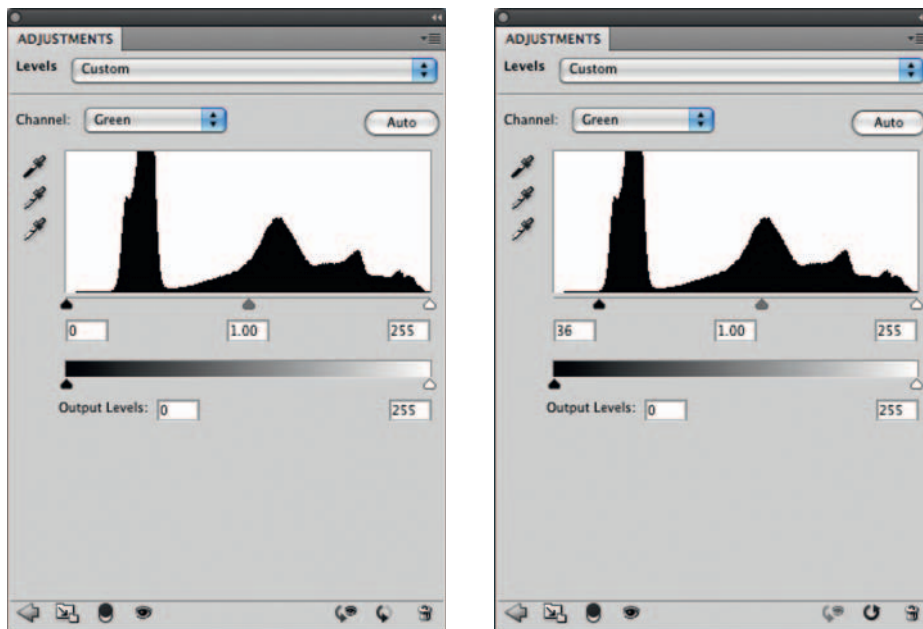 ADJUSTMENTS
Levels Custom
Channel: Green Auto
0 1.00 255
Output Levels: 0 255
ADJUSTMENTS
Levels Custom
Channel: Green Auto
36 1.00 255
Output Levels: 0 255